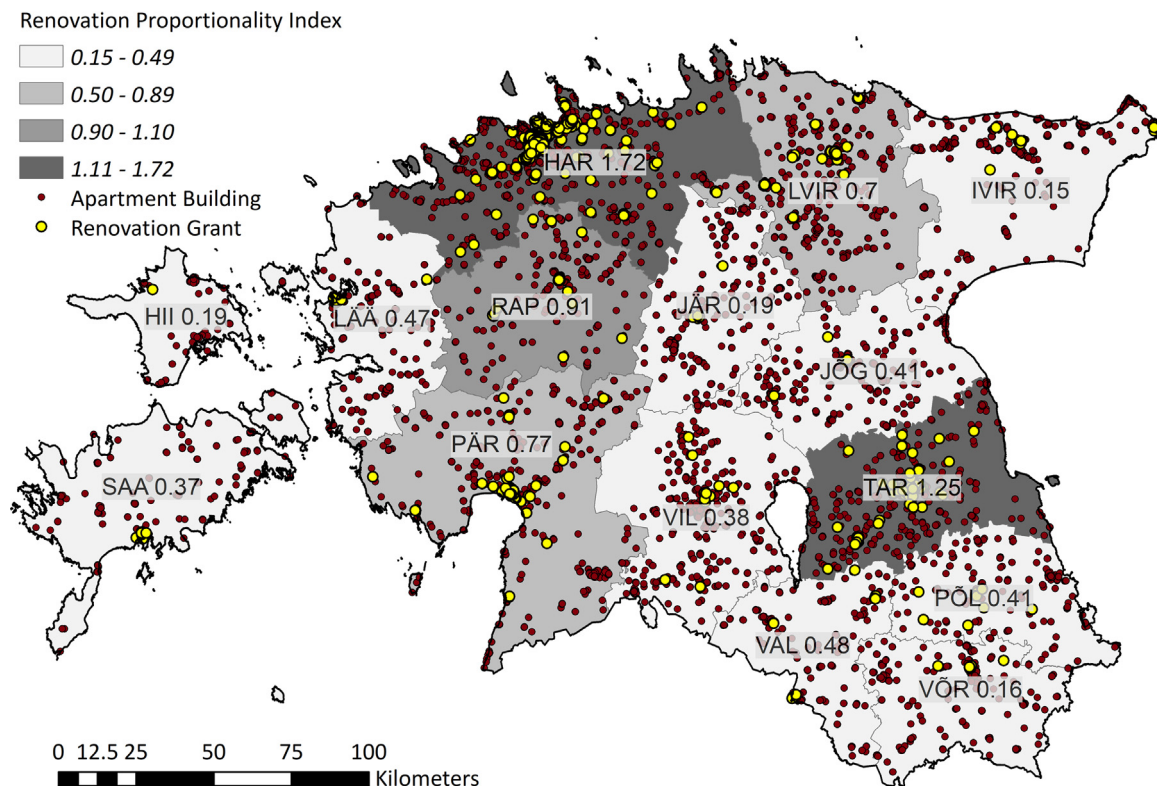 Renovation Proportionality Index
0.15 - 0.49
0.50 - 0.89
0.90 - 1.10
1.11 - 1.72
Apartment Building
Renovation Grant
HAR 1.72
LVIR 0.7
IVIR 0.15
HII 0.19
LÄÄ 0.47
RAP 0.91
JÄR 0.19
JÕG 0.41
SAA 0.37
PÄR 0.77
VIL 0.38
TAR 1.25
PÕL 0.41
VAL 0.48
VÕR 0.16
0 12.5 25 50 75 100
Kilometers